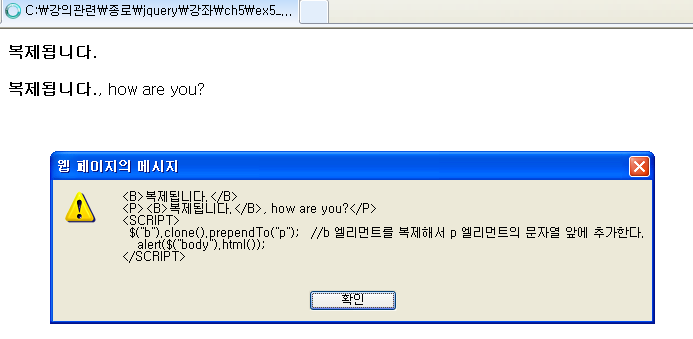 C:\강의관련\종로\jquery\강좌\ch5\ex5_...
복제됩니다.
복제됩니다., how are you?
웹 페이지의 메시지
<B>복제됩니다.</B>
<P><B>복제됩니다.</B>, how are you?</P>
<SCRIPT>
$("b").clone().prependTo("p"); //b 엘리먼트를 복제해서 p 엘리먼트의 문자열 앞에 추가한다.
alert($("body").html());
</SCRIPT>
확인